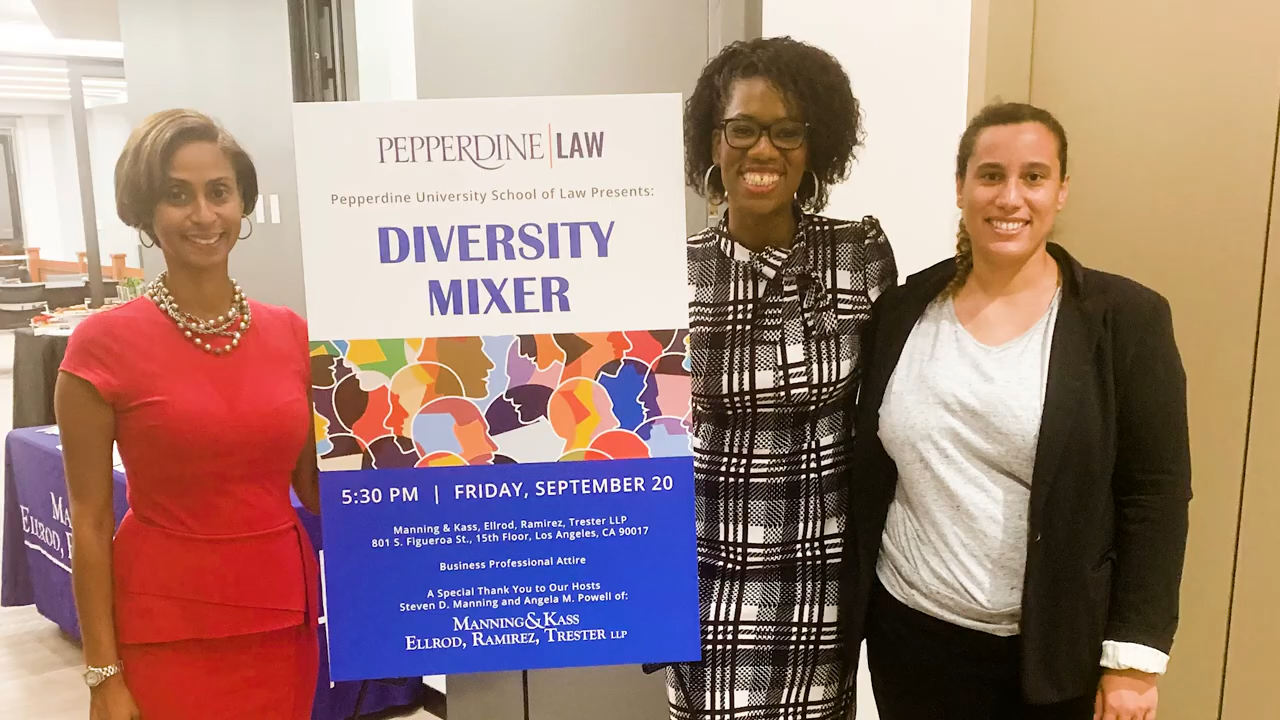 PEPPERDINE | LAW
Pepperdine University School of Law Presents:
DIVERSITY
MIXER
5:30 PM | FRIDAY, SEPTEMBER 20
Manning & Kass, Ellrod, Ramirez, Trester LLP
801 S. Figueroa St., 15th Floor, Los Angeles, CA 90017
Business Professional Attire
A Special Thank You to Our Hosts
Steven D. Manning and Angela M. Powell of:
MANNING & KASS
ELLROD, RAMIREZ, TRESTER LLP
MA
ELLROD,